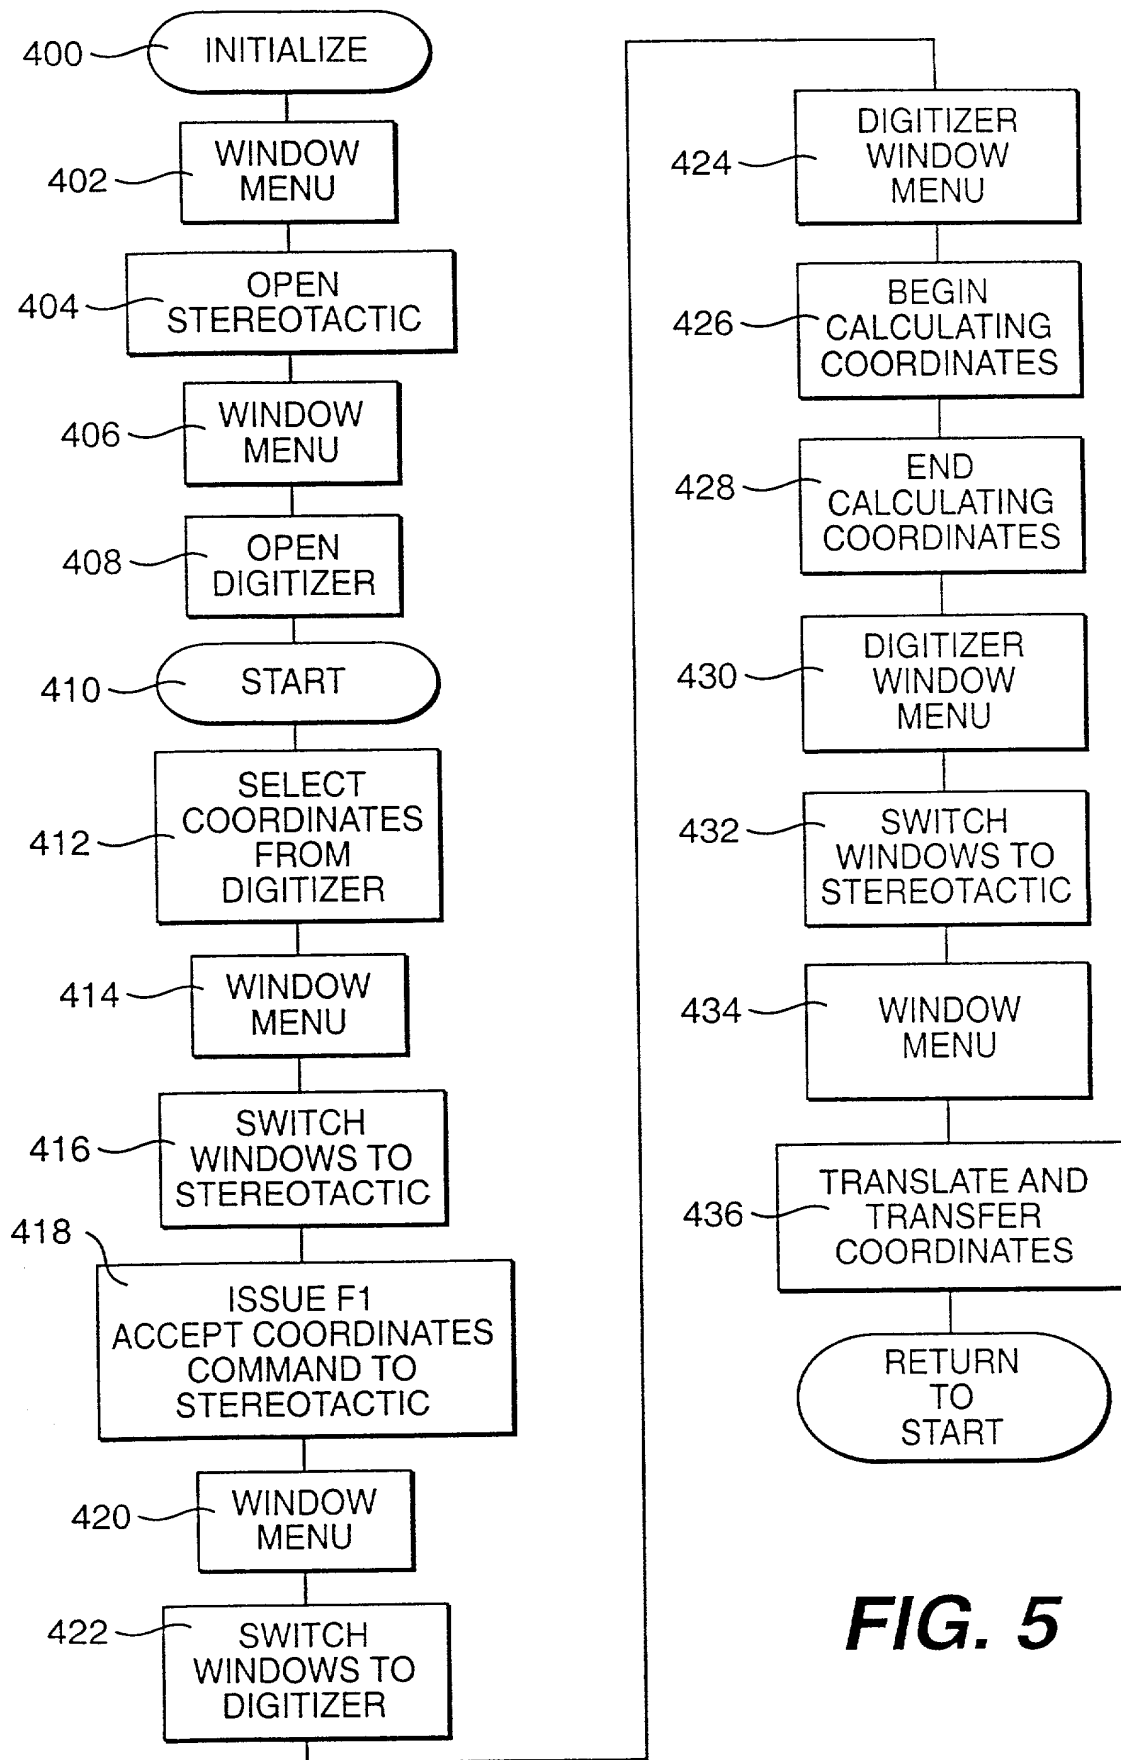 400
INITIALIZE
402
WINDOW
MENU
404
OPEN
STEREOTACTIC
406
WINDOW
MENU
408
OPEN
DIGITIZER
410
START
412
SELECT
COORDINATES
FROM
DIGITIZER
414
WINDOW
MENU
416
SWITCH
WINDOWS TO
STEREOTACTIC
418
ISSUE F1
ACCEPT COORDINATES
COMMAND TO
STEREOTACTIC
420
WINDOW
MENU
422
SWITCH
WINDOWS TO
DIGITIZER
424
DIGITIZER
WINDOW
MENU
426
BEGIN
CALCULATING
COORDINATES
428
END
CALCULATING
COORDINATES
430
DIGITIZER
WINDOW
MENU
432
SWITCH
WINDOWS TO
STEREOTACTIC
434
WINDOW
MENU
436
TRANSLATE AND
TRANSFER
COORDINATES
RETURN
TO
START
FIG. 5